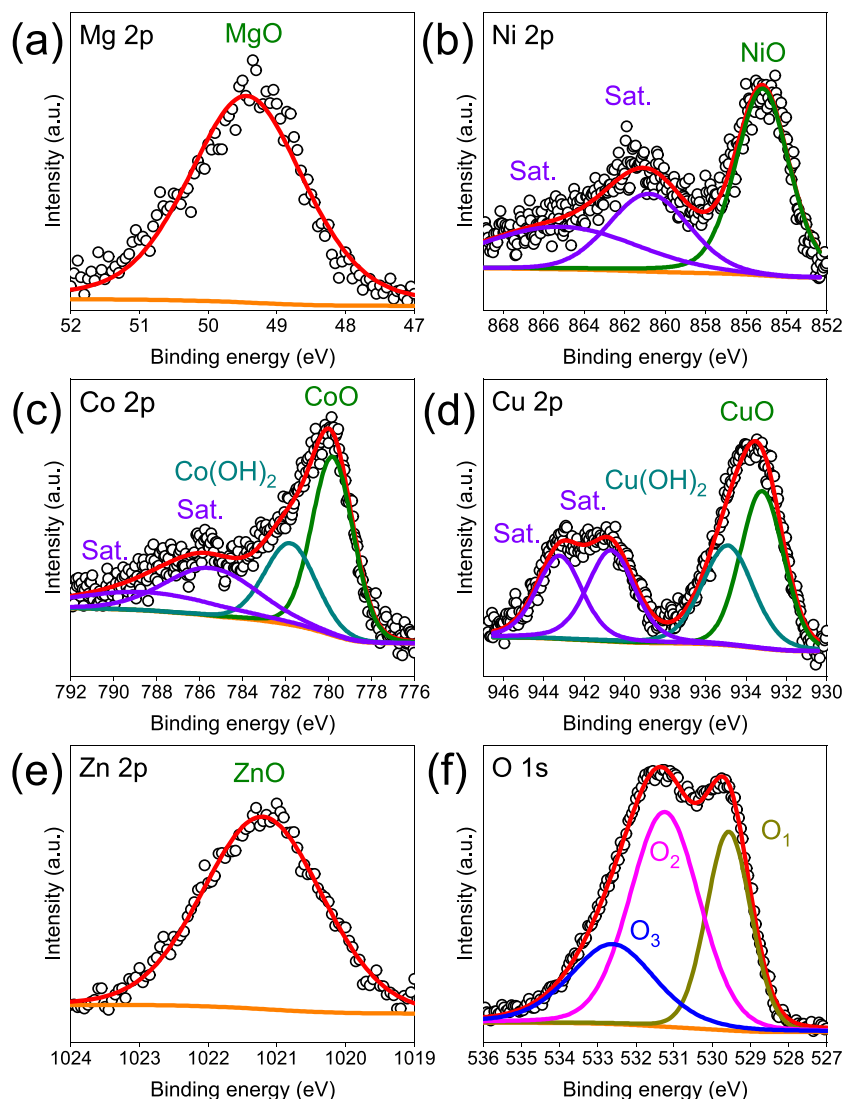 (a) Mg 2p MgO
Intensity (a.u.)
52 51 50 49 48 47
Binding energy (eV)
(b) Ni 2p NiO
Sat.
Sat.
Intensity (a.u.)
868 866 864 862 860 858 856 854 852
Binding energy (eV)
(c) Co 2p CoO
Co(OH)2
Sat.
Sat.
Intensity (a.u.)
792 790 788 786 784 782 780 778 776
Binding energy (eV)
(d) Cu 2p CuO
Cu(OH)2
Sat.
Sat.
Intensity (a.u.)
946 944 942 940 938 936 934 932 930
Binding energy (eV)
(e) Zn 2p ZnO
Intensity (a.u.)
1024 1023 1022 1021 1020 1019
Binding energy (eV)
(f) O 1s
O1
O2
O3
Intensity (a.u.)
536 535 534 533 532 531 530 529 528 527
Binding energy (eV)